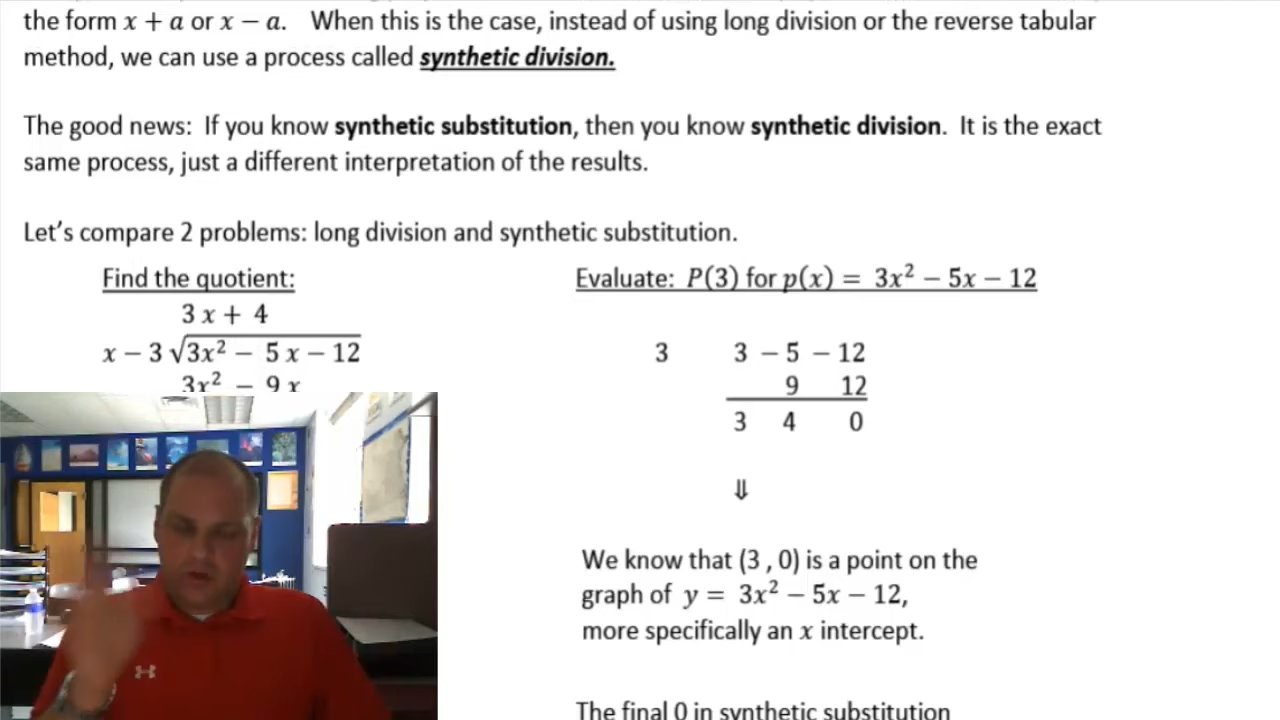 the form x + a or x − a. When this is the case, instead of using long division or the reverse tabular
method, we can use a process called synthetic division.
The good news: If you know synthetic substitution, then you know synthetic division. It is the exact
same process, just a different interpretation of the results.
Let's compare 2 problems: long division and synthetic substitution.
Find the quotient:
3 x + 4
x − 3 √3x² − 5 x − 12
3x² − 9 x
Evaluate: P(3) for p(x) = 3x² − 5x − 12
3 3 − 5 − 12
9 12
3 4 0
⇓
We know that (3 , 0) is a point on the
graph of y = 3x² − 5x − 12,
more specifically an x intercept.
The final 0 in synthetic substitution